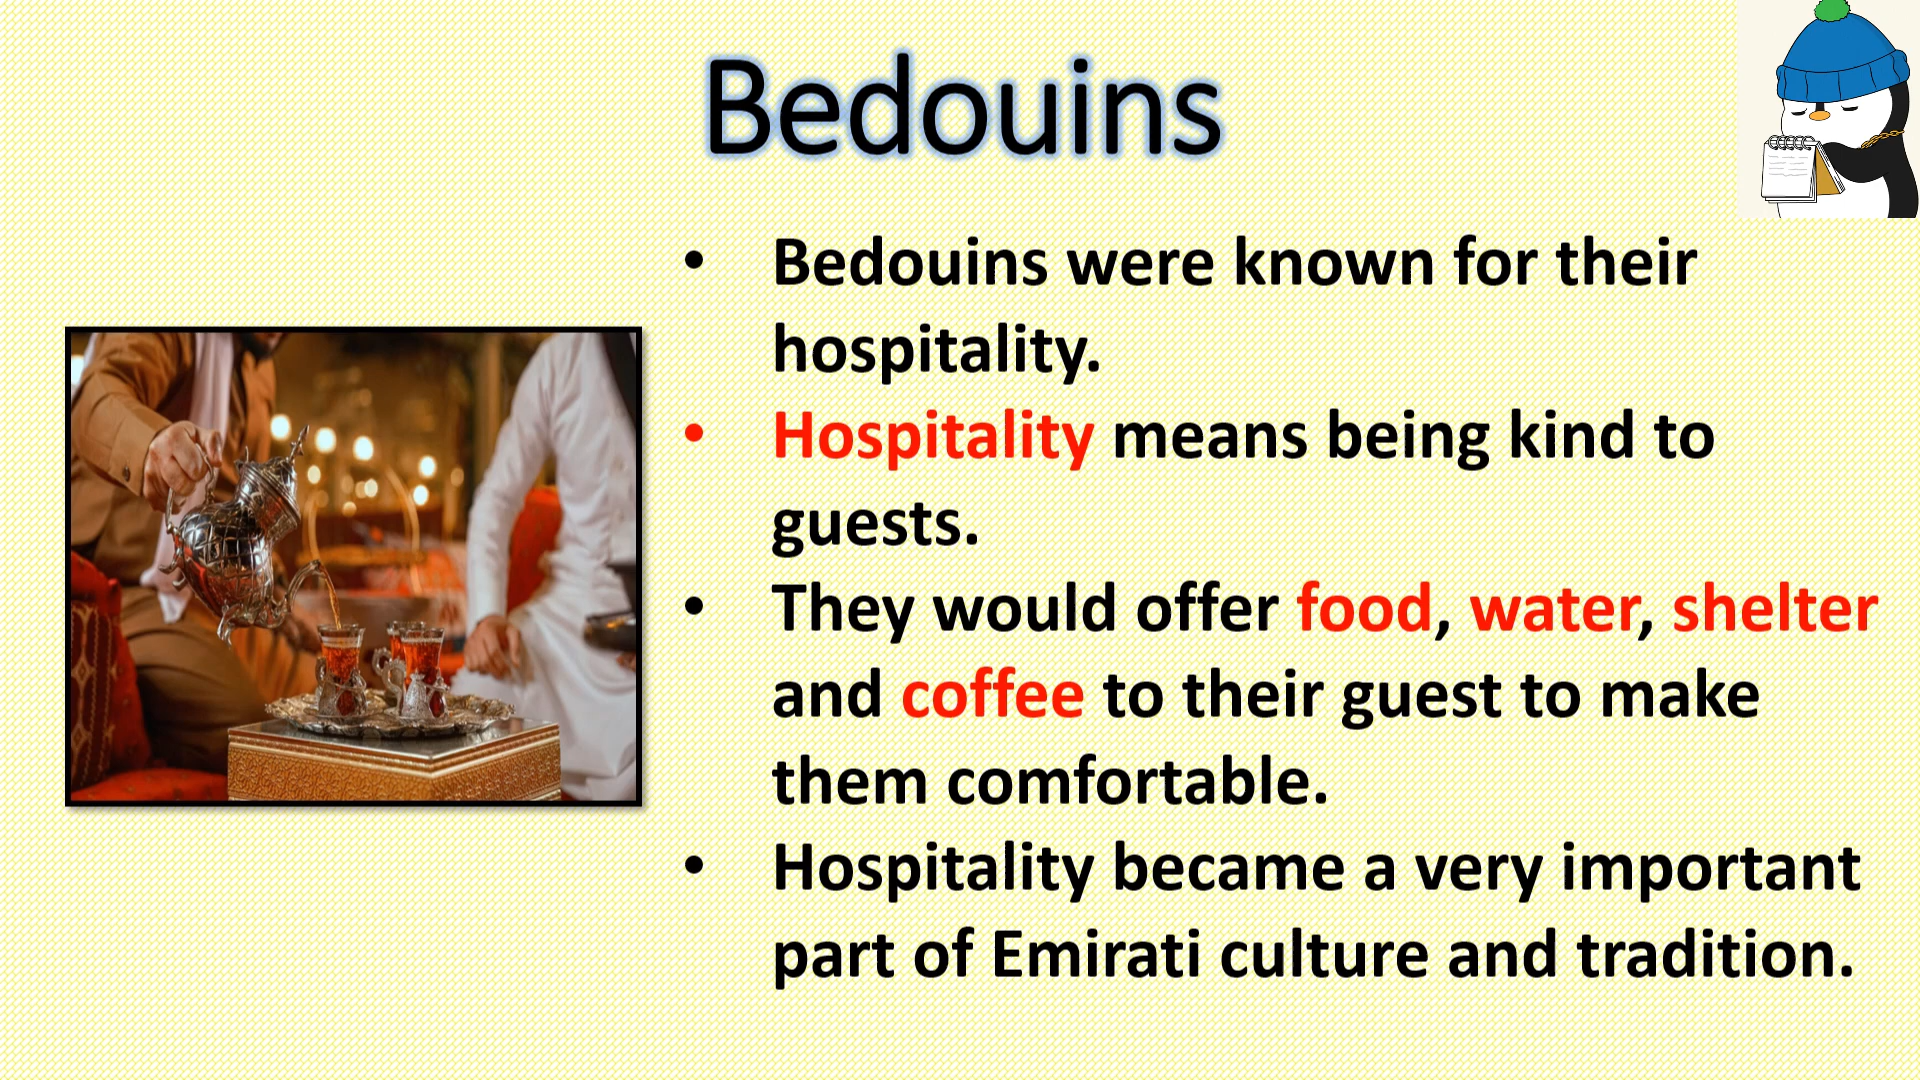 Bedouins
• Bedouins were known for their
hospitality.
• Hospitality means being kind to
guests.
• They would offer food, water, shelter
and coffee to their guest to make
them comfortable.
• Hospitality became a very important
part of Emirati culture and tradition.